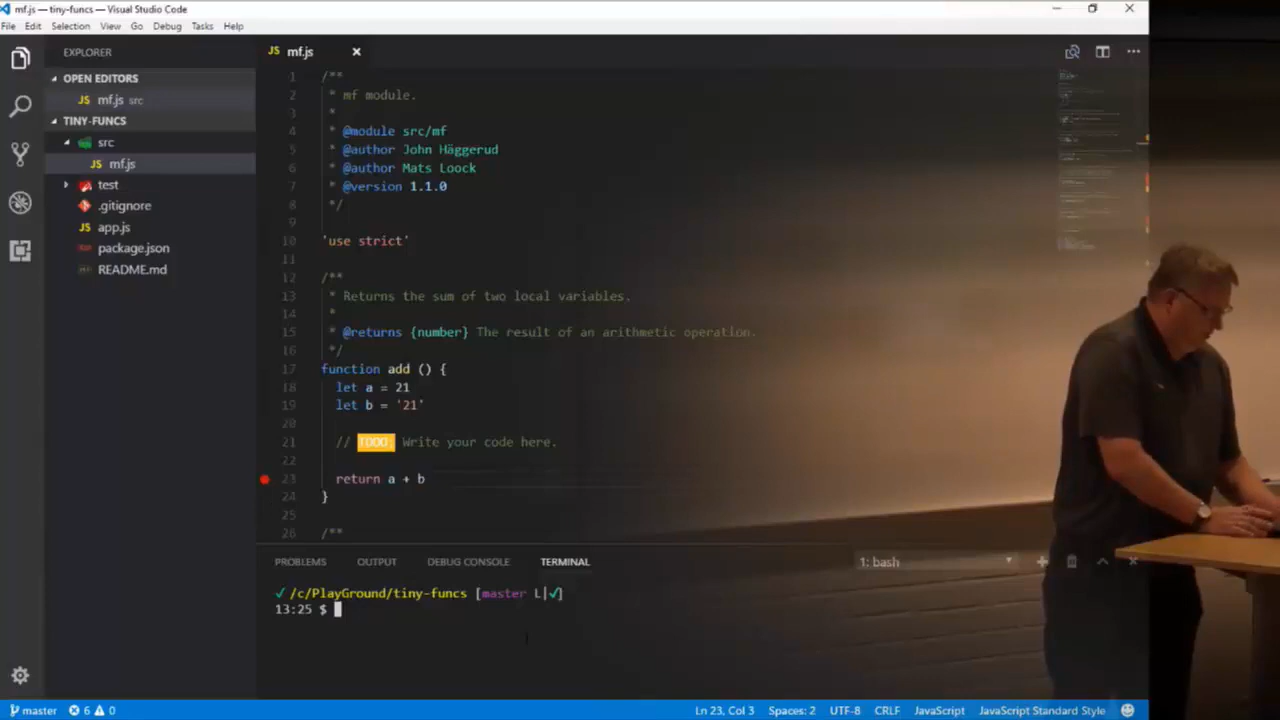 mf.js — tiny-funcs — Visual Studio Code
File Edit Selection View Go Debug Tasks Help
EXPLORER
OPEN EDITORS
JS mf.js src
TINY-FUNCS
src
JS mf.js
test
.gitignore
JS app.js
package.json
README.md
JS mf.js
1 /**
2 * mf module.
3 *
4 * @module src/mf
5 * @author John Häggerud
6 * @author Mats Loock
7 * @version 1.1.0
8 */
9
10 'use strict'
11
12 /**
13 * Returns the sum of two local variables.
14 *
15 * @returns {number} The result of an arithmetic operation.
16 */
17 function add () {
18 let a = 21
19 let b = '21'
20
21 // TODO: Write your code here.
22
23 return a + b
24 }
25
26 /**
PROBLEMS OUTPUT DEBUG CONSOLE TERMINAL 1: bash
✓ /c/PlayGround/tiny-funcs [master L|✓]
13:25 $
master 6 0 Ln 23, Col 3 Spaces: 2 UTF-8 CRLF JavaScript JavaScript Standard Style